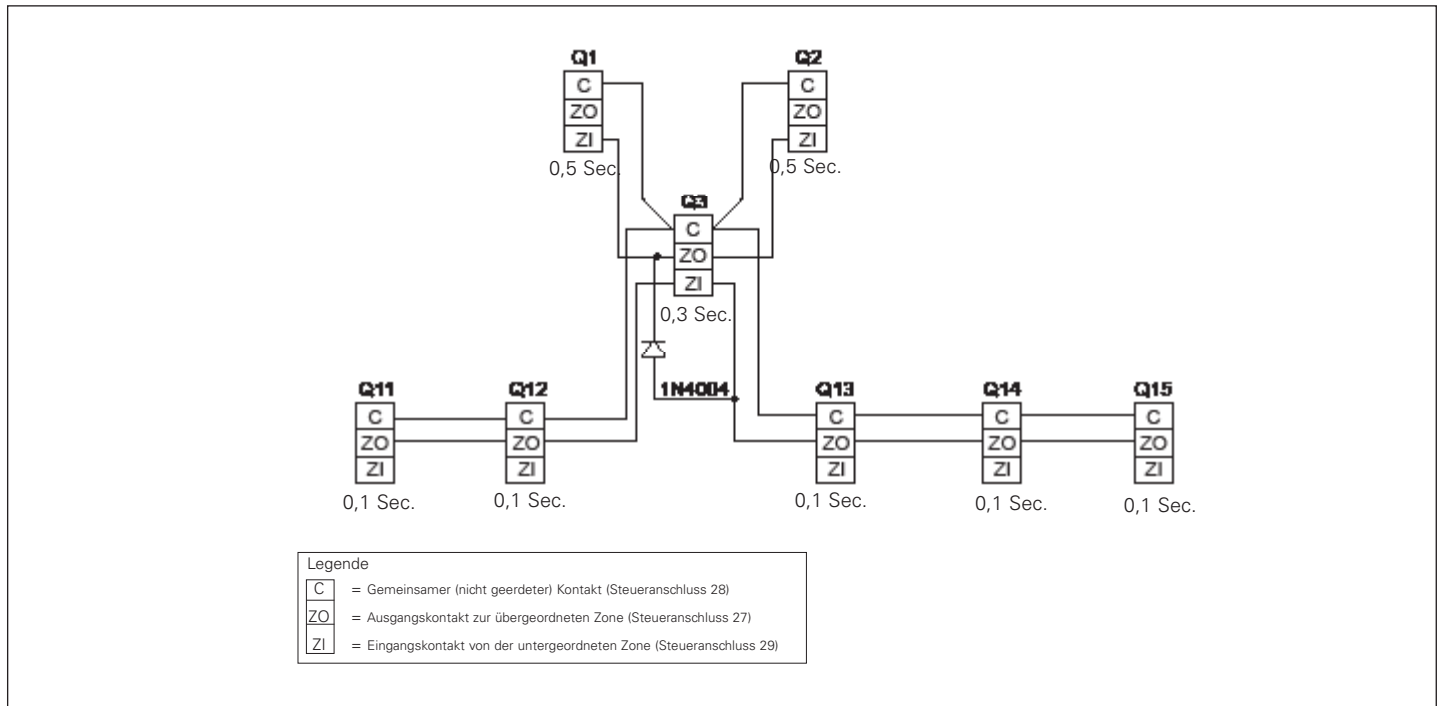 Q1 Q2
C C
ZO ZO
ZI ZI
0,5 Sec. 0,5 Sec.
Q3
C
ZO
ZI
0,3 Sec.
1N4004
Q11 Q12 Q13 Q14 Q15
C C C C C
ZO ZO ZO ZO ZO
ZI ZI ZI ZI ZI
0,1 Sec. 0,1 Sec. 0,1 Sec. 0,1 Sec. 0,1 Sec.
Legende
C = Gemeinsamer (nicht geerdeter) Kontakt (Steueranschluss 28)
ZO = Ausgangskontakt zur übergeordneten Zone (Steueranschluss 27)
ZI = Eingangskontakt von der untergeordneten Zone (Steueranschluss 29)